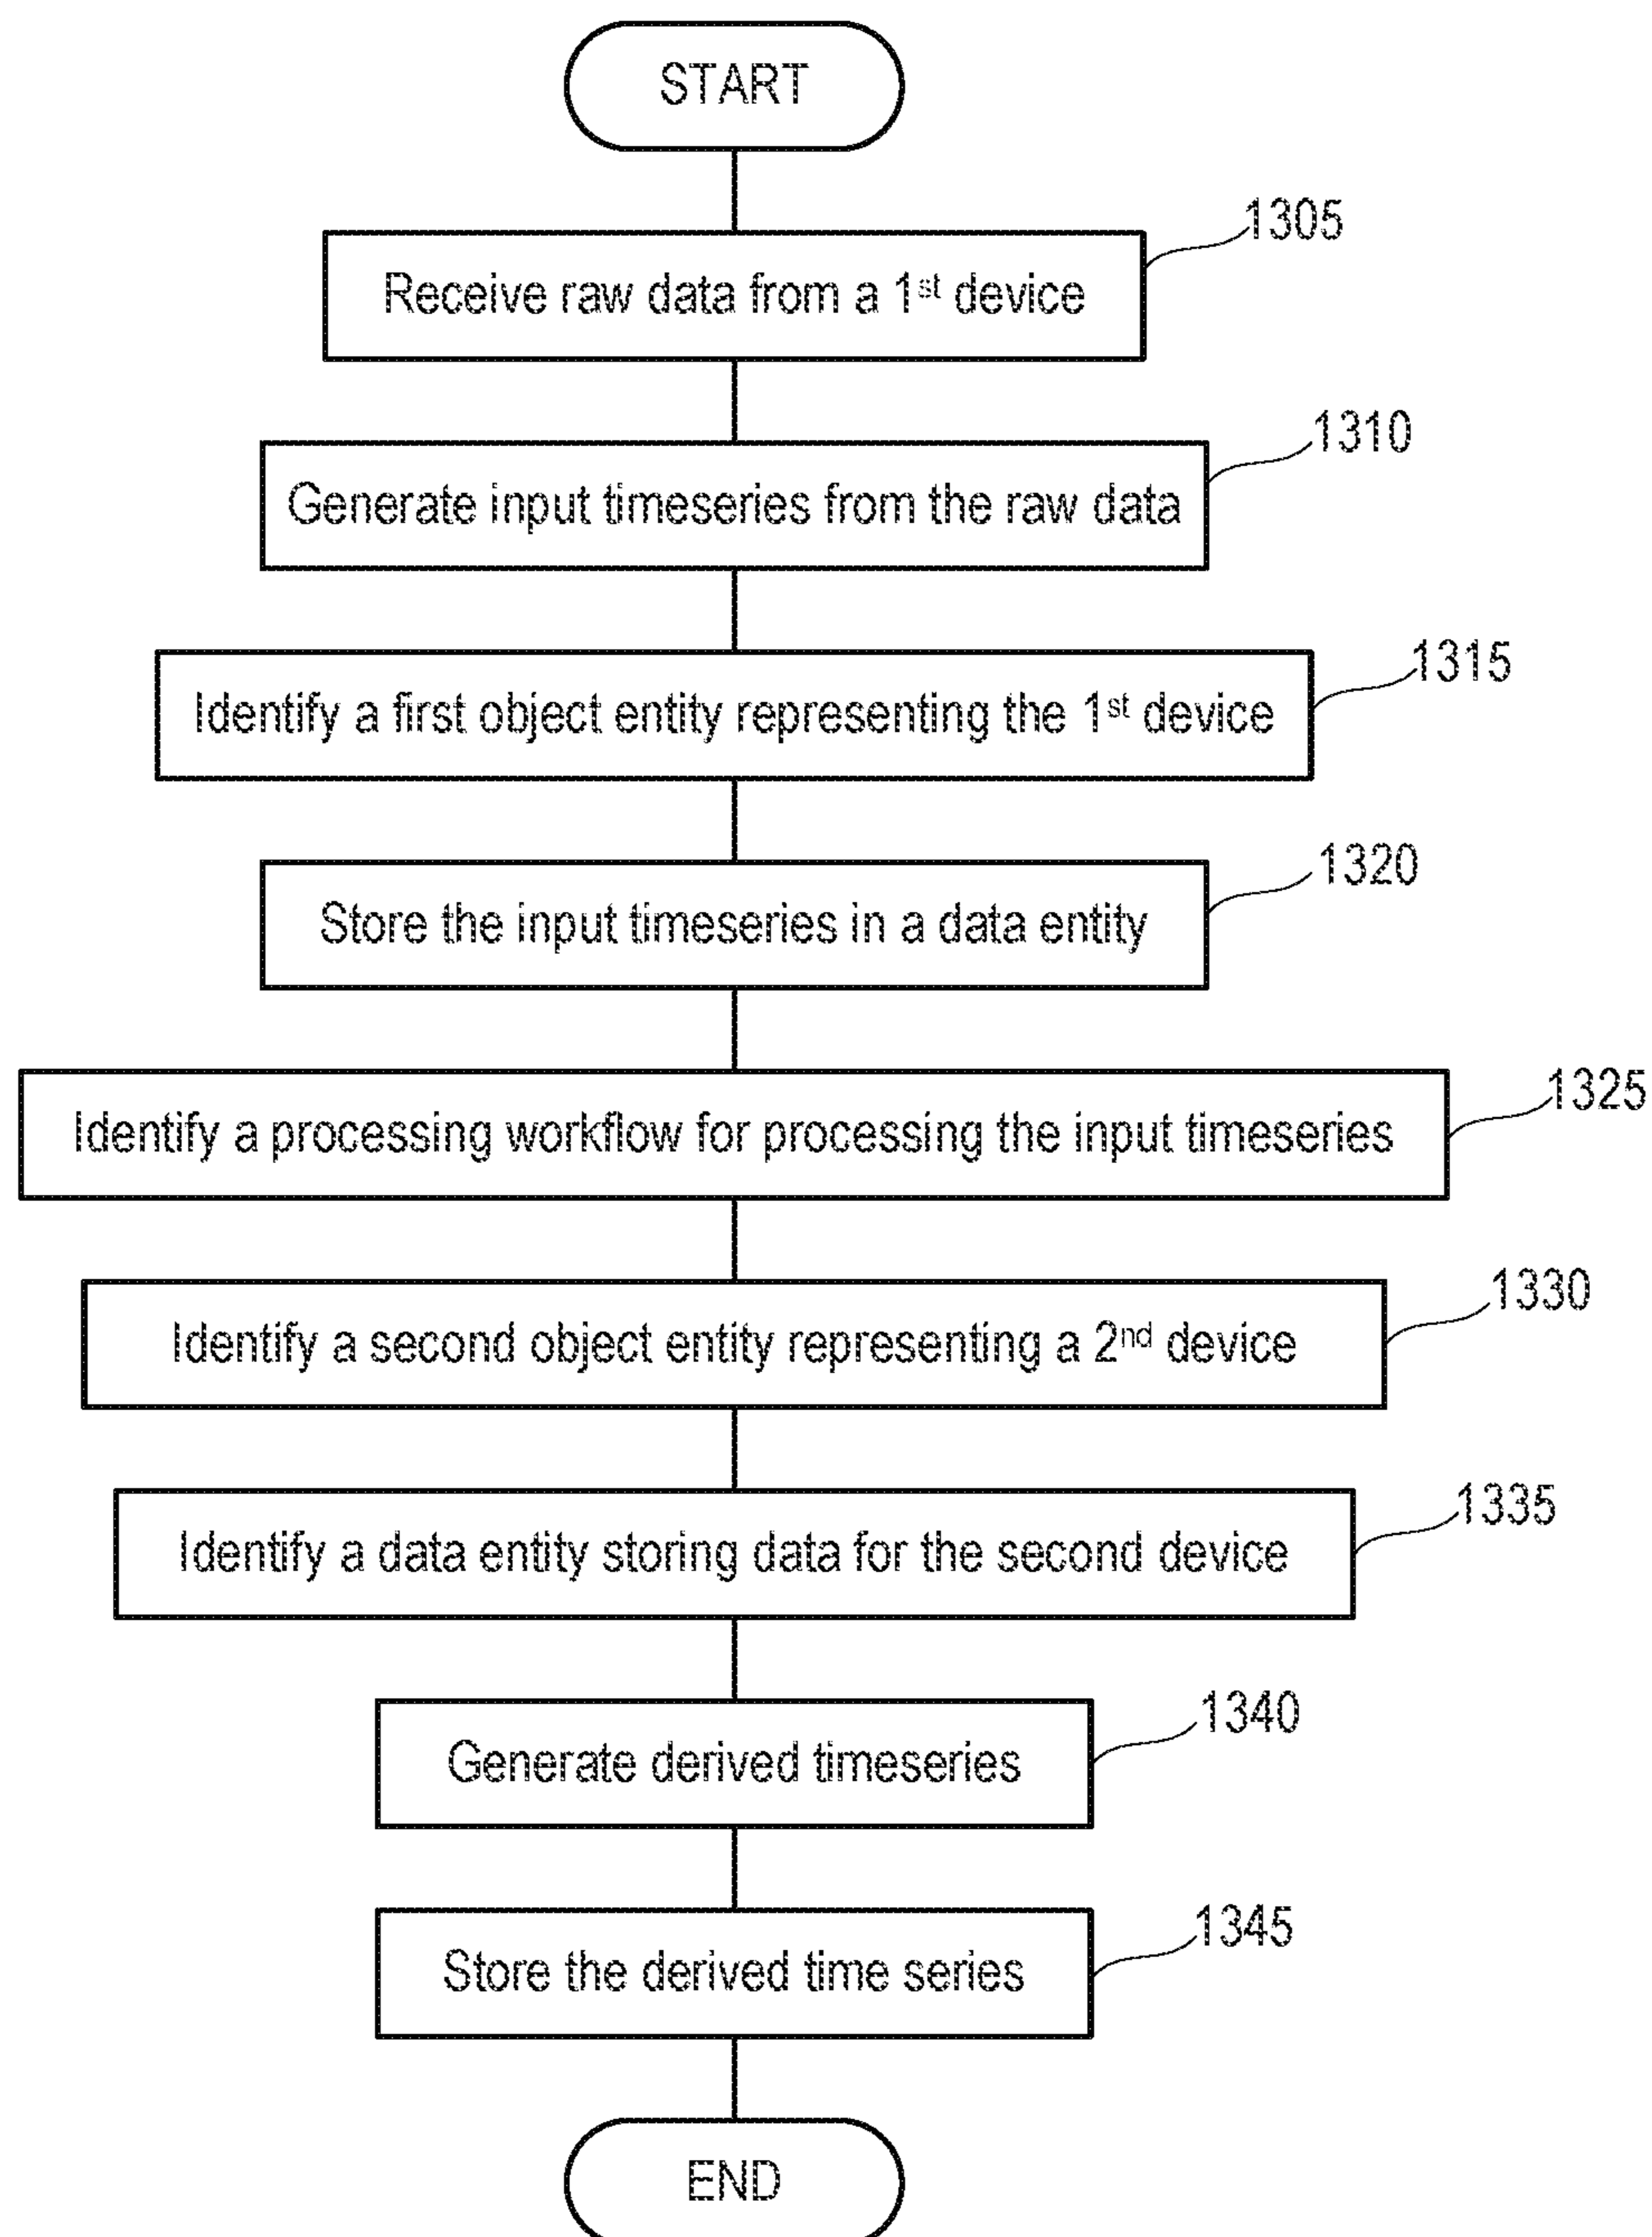 START
1305
Receive raw data from a 1st device
1310
Generate input timeseries from the raw data
1315
Identify a first object entity representing the 1st device
1320
Store the input timeseries in a data entity
1325
Identify a processing workflow for processing the input timeseries
1330
Identify a second object entity representing a 2nd device
1335
Identify a data entity storing data for the second device
1340
Generate derived timeseries
1345
Store the derived time series
END